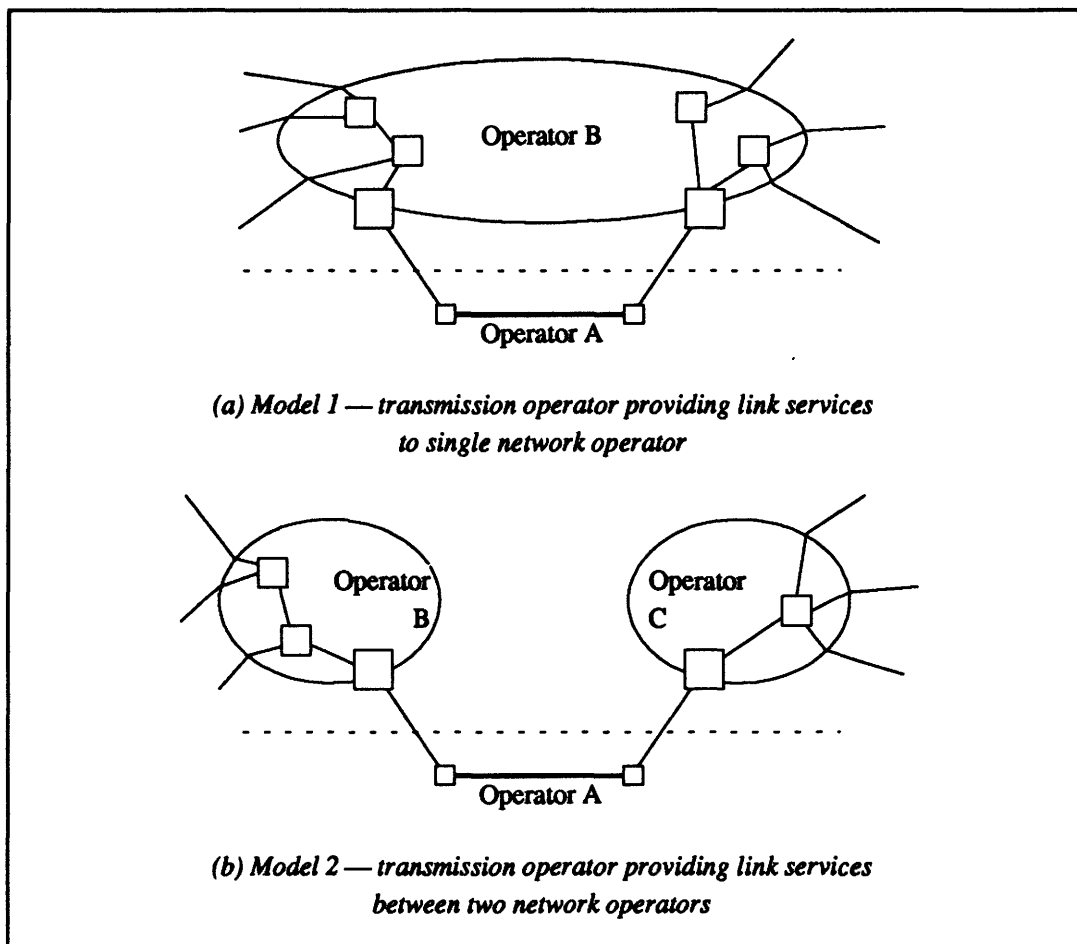 Operator B
Operator A
(a) Model 1 — transmission operator providing link services
to single network operator
Operator
B
Operator
C
Operator A
(b) Model 2 — transmission operator providing link services
between two network operators